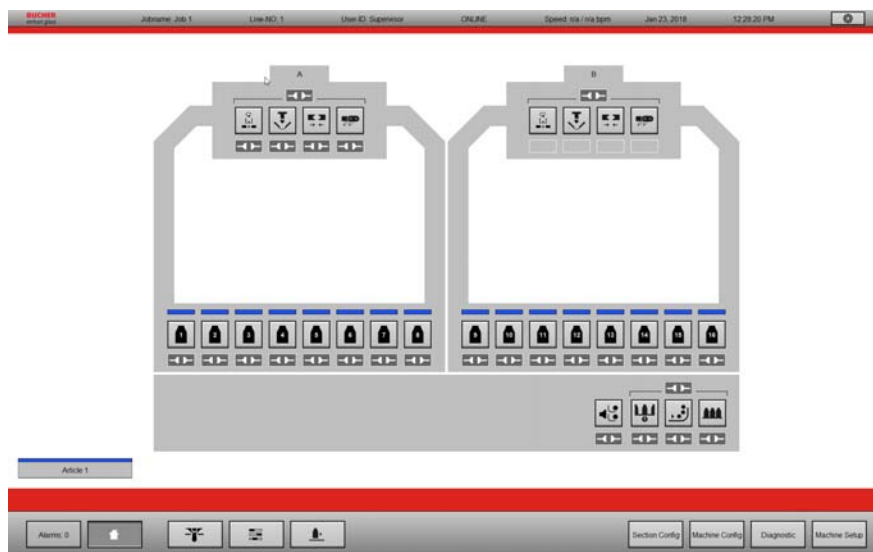 BUCHER
emhart glass
Jobname: Job 1 Line-NO: 1 User-ID: Supervisor ONLINE Speed: n/a / n/a bpm Jan 23, 2018 12:28:20 PM
A B
1 2 3 4 5 6 7 8 9 10 11 12 13 14 15 16
Article 1
Alarms: 0 Section Config Machine Config Diagnostic Machine Setup